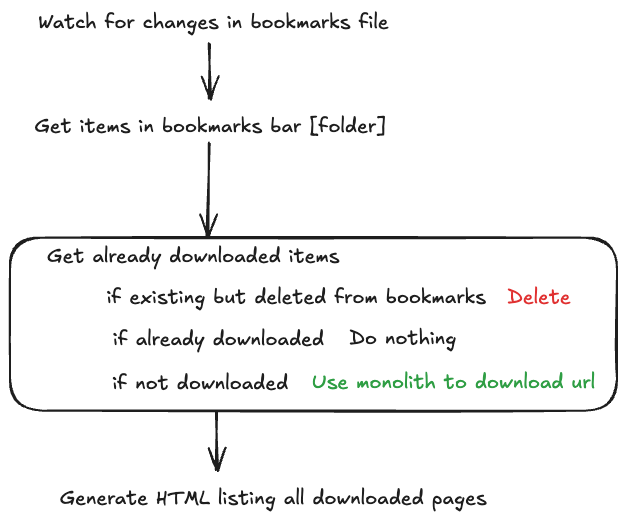 Watch for changes in bookmarks file
Get items in bookmarks bar [folder]
Get already downloaded items
if existing but deleted from bookmarks Delete
if already downloaded Do nothing
if not downloaded Use monolith to download url
Generate HTML listing all downloaded pages